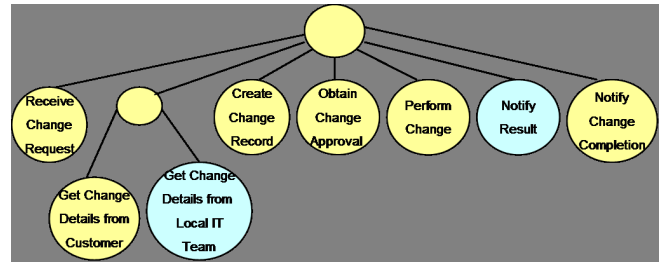 Receive
Change
Request
Create
Change
Record
Obtain
Change
Approval
Perform
Change
Notify
Result
Notify
Change
Completion
Get Change
Details from
Customer
Get Change
Details from
Local IT
Team